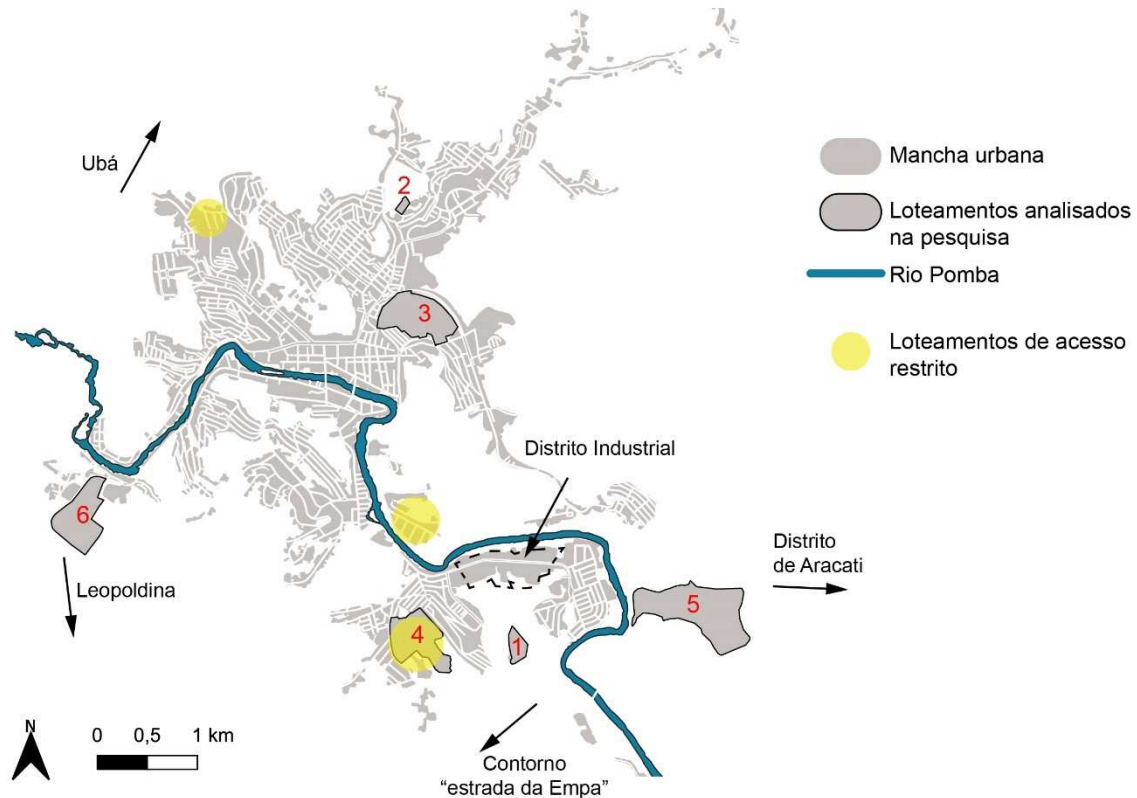 Ubá
2
3
Distrito Industrial
6
Leopoldina
4
1
5
Distrito
de Aracati
Contorno
"estrada da Empa"
N
0 0,5 1 km
Mancha urbana
Loteamentos analisados
na pesquisa
Rio Pomba
Loteamentos de acesso
restrito